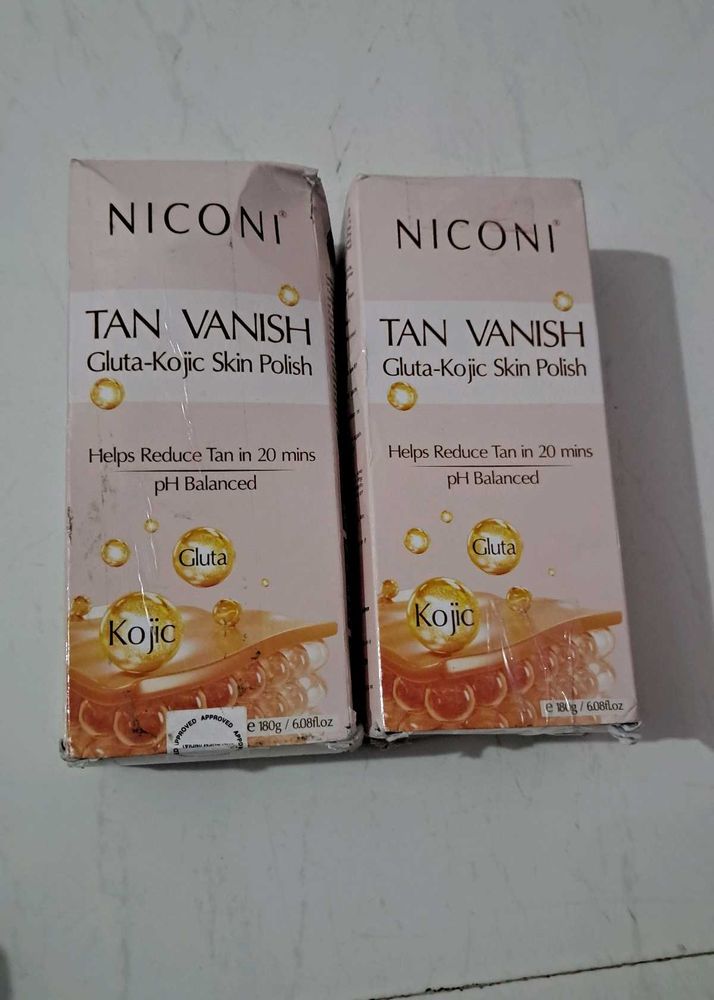 NICONI®
TAN VANISH
Gluta-Kojic Skin Polish
Helps Reduce Tan in 20 mins
pH Balanced
Gluta
Kojic
APPROVED APPROVED
e 180g / 6.08fl.oz
NICONI®
TAN VANISH
Gluta-Kojic Skin Polish
Helps Reduce Tan in 20 mins
pH Balanced
Gluta
Kojic
e 180g / 6.08fl.oz